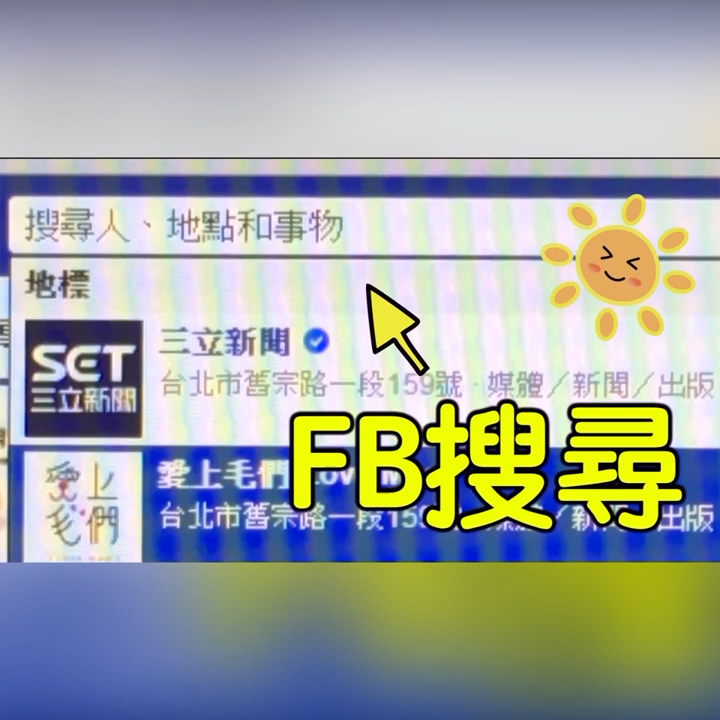 搜尋人、地點和事物
地標
SET
三立新聞
三立新聞
台北市舊宗路一段159號 · 媒體／新聞／出版
FB搜尋
愛上毛們
愛上毛們
台北市舊宗路一段15
出版